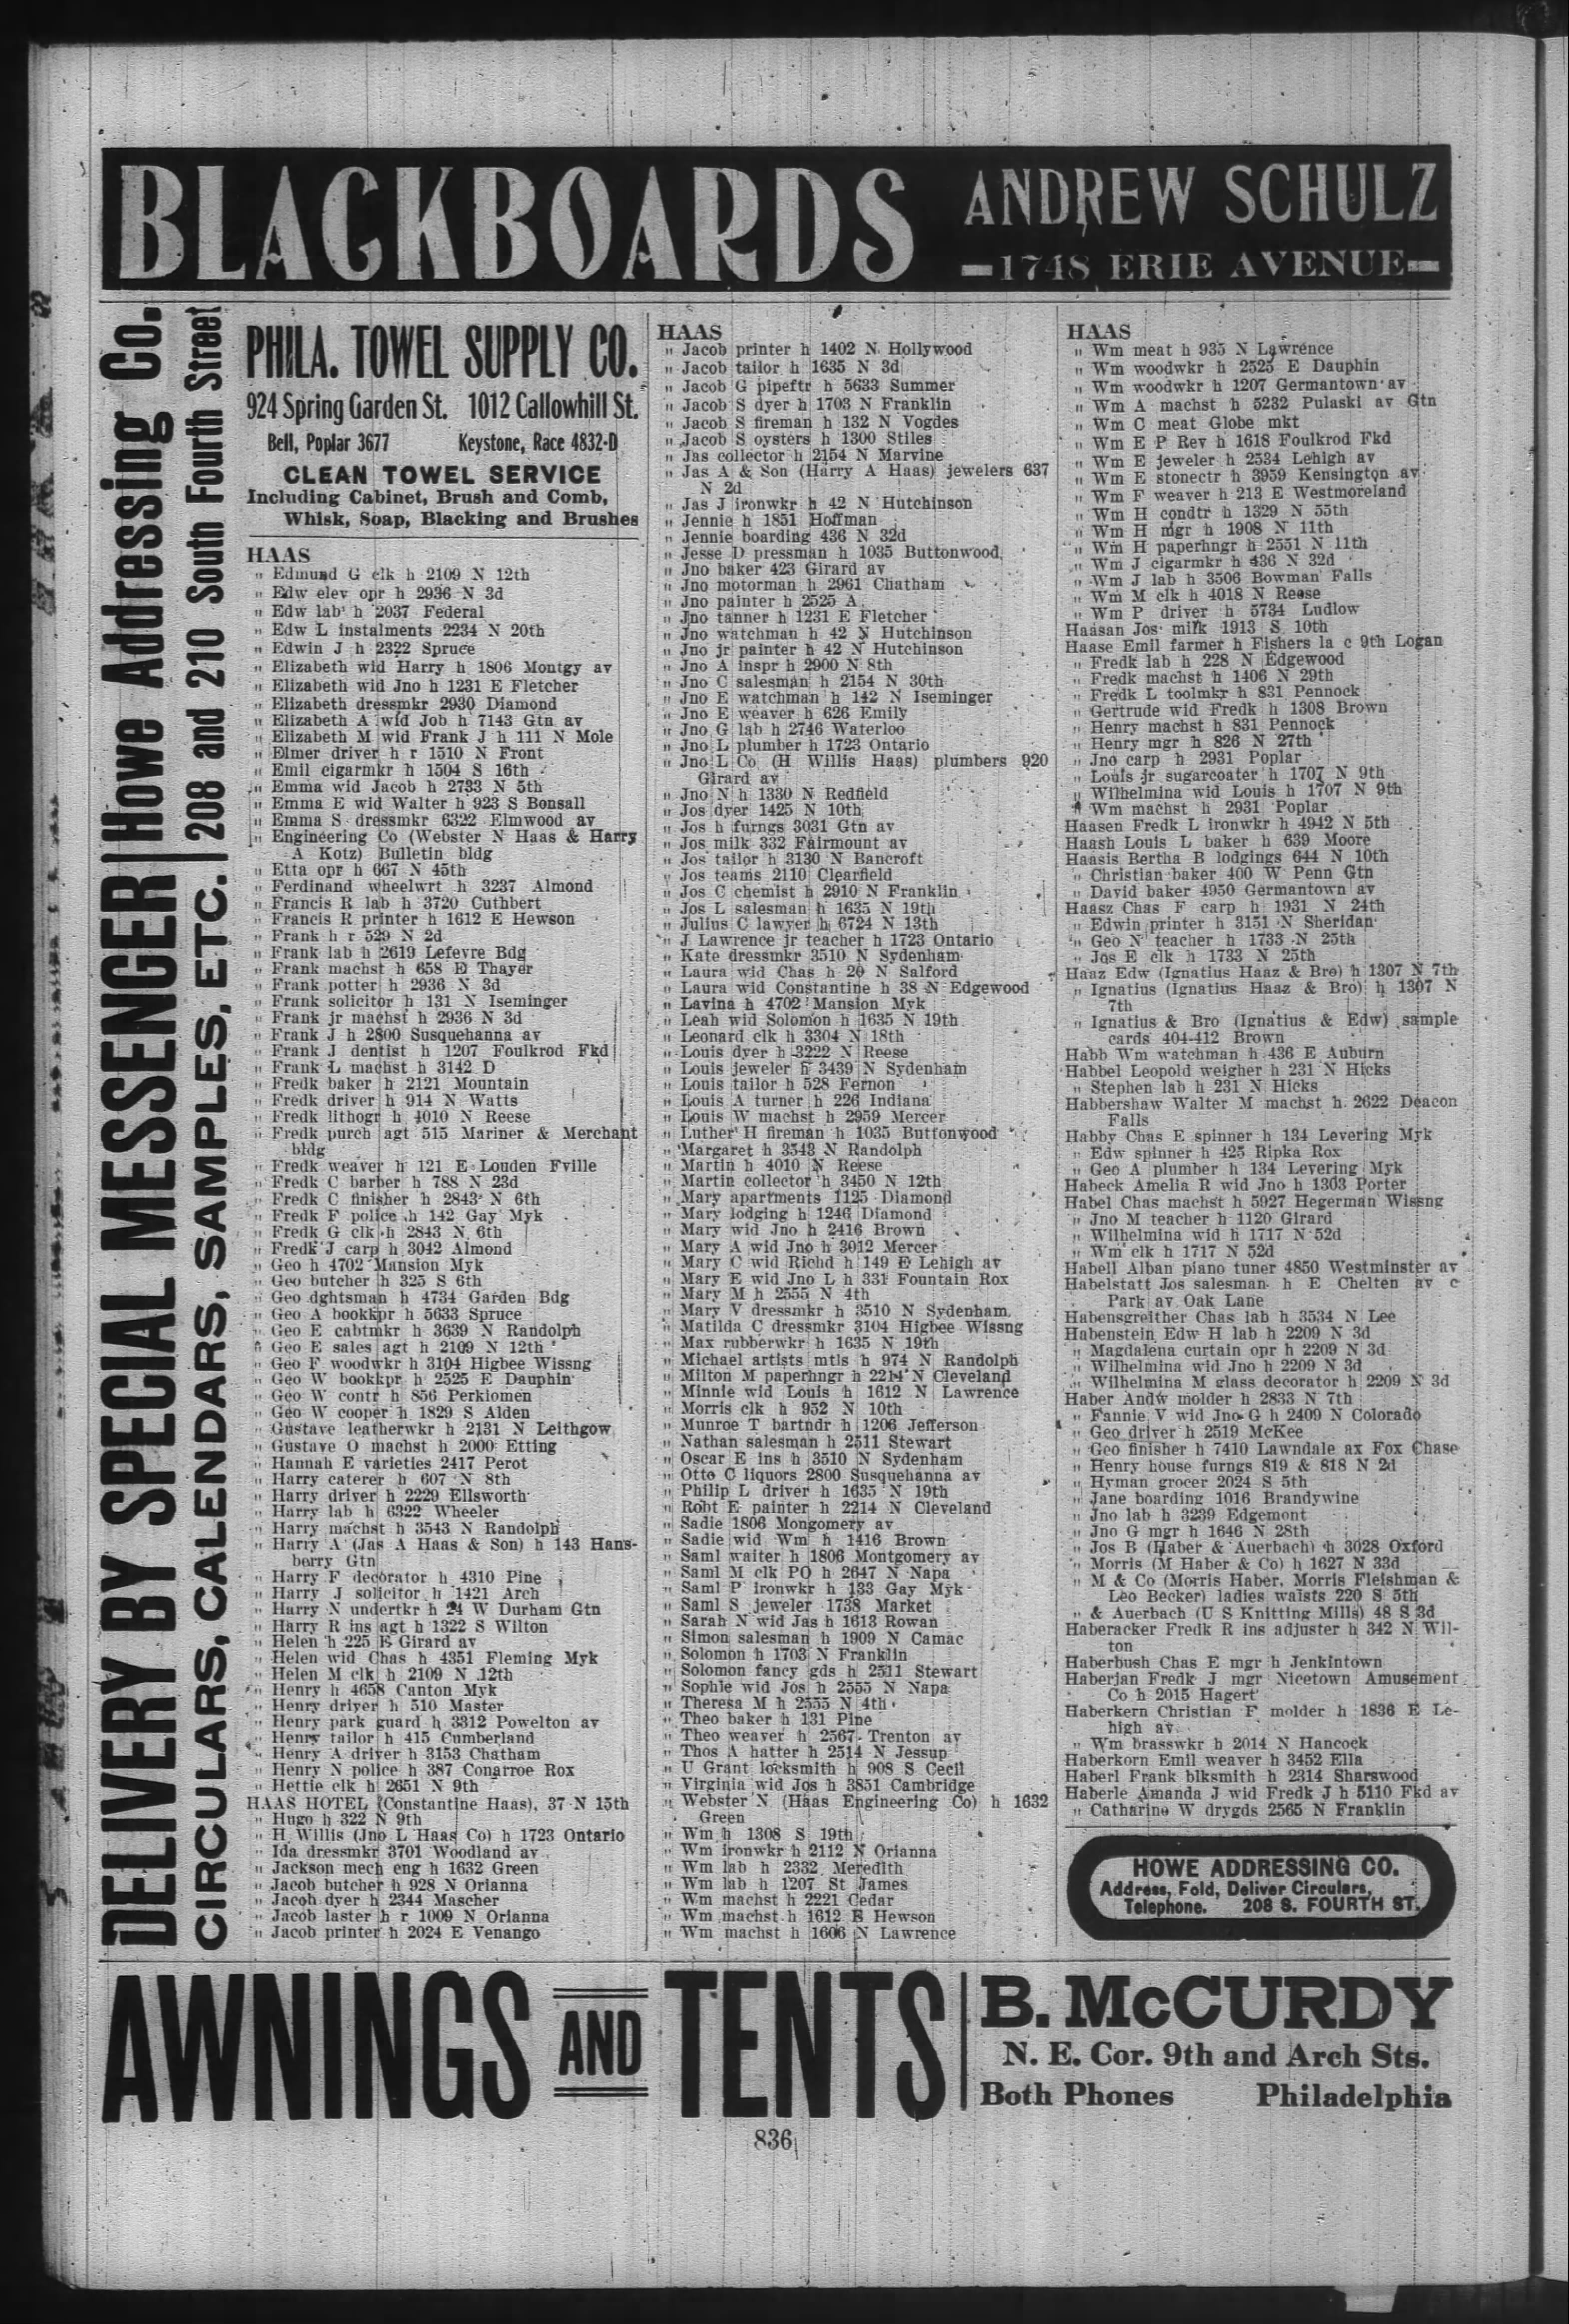 BLACKBOARDS ANDREW SCHULZ
1748 ERIE AVENUE
DELIVERY BY SPECIAL MESSENGER | Howe Addressing Co.
CIRCULARS, CALENDARS, SAMPLES, ETC. | 208 and 210 South Fourth Street
PHILA. TOWEL SUPPLY CO.
924 Spring Garden St. 1012 Callowhill St.
Bell, Poplar 3677 Keystone, Race 4832-D
CLEAN TOWEL SERVICE
Including Cabinet, Brush and Comb,
Whisk, Soap, Blacking and Brushes
HAAS
" Edmund G clk h 2109 N 12th
" Edw elev opr h 2936 N 3d
" Edw lab h 2037 Federal
" Edw L instalments 2234 N 20th
" Edwin J h 2322 Spruce
" Elizabeth wid Harry h 1806 Montgy av
" Elizabeth wid Jno h 1231 E Fletcher
" Elizabeth dressmkr 2930 Diamond
" Elizabeth A wid Job h 7143 Gtn av
" Elizabeth M wid Frank J h 111 N Mole
" Elmer driver h r 1510 N Front
" Emil cigarmkr h 1504 S 16th
" Emma wid Jacob h 2733 N 5th
" Emma E wid Walter h 923 S Bonsall
" Emma S dressmkr 6322 Elmwood av
" Engineering Co (Webster N Haas & Harry
A Kotz) Bulletin bldg
" Etta opr h 667 N 45th
" Ferdinand wheelwrt h 3237 Almond
" Francis R lab h 3720 Cuthbert
" Francis R printer h 1612 E Hewson
" Frank h r 529 N 2d
" Frank lab h 2619 Lefevre Bdg
" Frank machst h 658 E Thayer
" Frank potter h 2936 N 3d
" Frank solicitor h 131 N Iseminger
" Frank jr machst h 2936 N 3d
" Frank J h 2800 Susquehanna av
" Frank J dentist h 1207 Foulkrod Fkd
" Frank L machst h 3142 D
" Fredk baker h 2121 Mountain
" Fredk driver h 914 N Watts
" Fredk lithogr h 4010 N Reese
" Fredk purch agt 515 Mariner & Merchant
bldg
" Fredk weaver h 121 E Louden Fville
" Fredk C barber h 788 N 23d
" Fredk C finisher h 2843 N 6th
" Fredk F police h 142 Gay Myk
" Fredk G clk h 2843 N 6th
" Fredk J carp h 3042 Almond
" Geo h 4702 Mansion Myk
" Geo butcher h 325 S 6th
" Geo dghtsman h 4734 Garden Bdg
" Geo A bookkpr h 5633 Spruce
" Geo E cabtmkr h 3639 N Randolph
" Geo E sales agt h 2109 N 12th
" Geo F woodwkr h 3104 Higbee Wissng
" Geo W bookkpr h 2525 E Dauphin
" Geo W contr h 856 Perkiomen
" Geo W cooper h 1829 S Alden
" Gustave leatherwkr h 2131 N Leithgow
" Gustave O machst h 2000 Etting
" Hannah E varieties 2417 Perot
" Harry caterer h 607 N 8th
" Harry driver h 2229 Ellsworth
" Harry lab h 6322 Wheeler
" Harry machst h 3543 N Randolph
" Harry A (Jas A Haas & Son) h 143 Hans-
berry Gtn
" Harry F decorator h 4310 Pine
" Harry J solicitor h 1421 Arch
" Harry N undertkr h 24 W Durham Gtn
" Harry R ins agt h 1322 S Wilton
" Helen h 225 E Girard av
" Helen wid Chas h 4351 Fleming Myk
" Helen M clk h 2109 N 12th
" Henry h 4658 Canton Myk
" Henry driver h 510 Master
" Henry park guard h 3312 Powelton av
" Henry tailor h 415 Cumberland
" Henry A driver h 3153 Chatham
" Henry N police h 387 Conarroe Rox
" Hettie clk h 2651 N 9th
HAAS HOTEL (Constantine Haas), 37 N 15th
" Hugo h 322 N 9th
" H Willis (Jno L Haas Co) h 1723 Ontario
" Ida dressmkr 3701 Woodland av
" Jackson mech eng h 1632 Green
" Jacob butcher h 928 N Orianna
" Jacob dyer h 2344 Mascher
" Jacob laster h r 1009 N Orianna
" Jacob printer h 2024 E Venango
HAAS
" Jacob printer h 1402 N Hollywood
" Jacob tailor h 1635 N 3d
" Jacob G pipeftr h 5633 Summer
" Jacob S dyer h 1703 N Franklin
" Jacob S fireman h 132 N Vogdes
" Jacob S oysters h 1300 Stiles
" Jas collector h 2154 N Marvine
" Jas A & Son (Harry A Haas) jewelers 637
N 2d
" Jas J ironwkr h 42 N Hutchinson
" Jennie h 1851 Hoffman
" Jennie boarding 436 N 32d
" Jesse D pressman h 1035 Buttonwood
" Jno baker 423 Girard av
" Jno motorman h 2961 Chatham
" Jno painter h 2525 A
" Jno tanner h 1231 E Fletcher
" Jno watchman h 42 N Hutchinson
" Jno jr painter h 42 N Hutchinson
" Jno A inspr h 2900 N 8th
" Jno C salesman h 2154 N 30th
" Jno E watchman h 142 N Iseminger
" Jno E weaver h 626 Emily
" Jno G lab h 2746 Waterloo
" Jno L plumber h 1723 Ontario
" Jno L Co (H Willis Haas) plumbers 920
Girard av
" Jno N h 1330 N Redfield
" Jos dyer 1425 N 10th
" Jos h furngs 3031 Gtn av
" Jos milk 332 Fairmount av
" Jos tailor h 3130 N Bancroft
" Jos teams 2110 Clearfield
" Jos C chemist h 2910 N Franklin
" Jos L salesman h 1635 N 19th
" Julius C lawyer h 6724 N 13th
" J Lawrence jr teacher h 1723 Ontario
" Kate dressmkr 3510 N Sydenham
" Laura wid Chas h 20 N Salford
" Laura wid Constantine h 38 N Edgewood
" Lavina h 4702 Mansion Myk
" Leah wid Solomon h 1635 N 19th
" Leonard clk h 3304 N 18th
" Louis dyer h 3222 N Reese
" Louis jeweler h 3439 N Sydenham
" Louis tailor h 528 Fernon
" Louis A turner h 226 Indiana
" Louis W machst h 2959 Mercer
" Luther H fireman h 1035 Buttonwood
" Margaret h 3543 N Randolph
" Martin h 4010 N Reese
" Martin collector h 3450 N 12th
" Mary apartments 1125 Diamond
" Mary lodging h 1246 Diamond
" Mary wid Jno h 2416 Brown
" Mary A wid Jno h 3012 Mercer
" Mary C wid Richd h 149 E Lehigh av
" Mary E wid Jno L h 331 Fountain Rox
" Mary M h 2555 N 4th
" Mary V dressmkr h 3510 N Sydenham
" Matilda C dressmkr 3104 Higbee Wissng
" Max rubberwkr h 1635 N 19th
" Michael artists mtls h 974 N Randolph
" Milton M paperhngr h 2214 N Cleveland
" Minnie wid Louis h 1612 N Lawrence
" Morris clk h 952 N 10th
" Munroe T bartndr h 1206 Jefferson
" Nathan salesman h 2511 Stewart
" Oscar E ins h 3510 N Sydenham
" Otto C liquors 2800 Susquehanna av
" Philip L driver h 1635 N 19th
" Robt E painter h 2214 N Cleveland
" Sadie 1806 Mongomery av
" Sadie wid Wm h 1416 Brown
" Saml waiter h 1806 Montgomery av
" Saml M clk PO h 2647 N Napa
" Saml P ironwkr h 133 Gay Myk
" Saml S jeweler 1738 Market
" Sarah N wid Jas h 1613 Rowan
" Simon salesman h 1909 N Camac
" Solomon h 1703 N Franklin
" Solomon fancy gds h 2511 Stewart
" Sophie wid Jos h 2555 N Napa
" Theresa M h 2555 N 4th
" Theo baker h 131 Pine
" Theo weaver h 2567 Trenton av
" Thos A hatter h 2514 N Jessup
" U Grant locksmith h 908 S Cecil
" Virginia wid Jos h 3851 Cambridge
" Webster N (Haas Engineering Co) h 1632
Green
" Wm h 1308 S 19th
" Wm ironwkr h 2112 N Orianna
" Wm lab h 2332 Meredith
" Wm lab h 1207 St James
" Wm machst h 2221 Cedar
" Wm machst h 1612 E Hewson
" Wm machst h 1606 N Lawrence
HAAS
" Wm meat h 935 N Lawrence
" Wm woodwkr h 2525 E Dauphin
" Wm woodwkr h 1207 Germantown av
" Wm A machst h 5232 Pulaski av Gtn
" Wm C meat Globe mkt
" Wm E P Rev h 1618 Foulkrod Fkd
" Wm E jeweler h 2534 Lehigh av
" Wm E stonectr h 3959 Kensington av
" Wm F weaver h 213 E Westmoreland
" Wm H condtr h 1329 N 55th
" Wm H mgr h 1908 N 11th
" Wm H paperhngr h 2551 N 11th
" Wm J cigarmkr h 436 N 32d
" Wm J lab h 3506 Bowman Falls
" Wm M clk h 4018 N Reese
" Wm P driver h 5734 Ludlow
Haasan Jos milk 1913 S 10th
Haase Emil farmer h Fishers la c 9th Logan
" Fredk lab h 228 N Edgewood
" Fredk machst h 1406 N 29th
" Fredk L toolmkr h 831 Pennock
" Gertrude wid Fredk h 1308 Brown
" Henry machst h 831 Pennock
" Henry mgr h 826 N 27th
" Jno carp h 2931 Poplar
" Louis jr sugarcoater h 1707 N 9th
" Wilhelmina wid Louis h 1707 N 9th
" Wm machst h 2931 Poplar
Haasen Fredk L ironwkr h 4942 N 5th
Haash Louis L baker h 639 Moore
Haasis Bertha B lodgings 644 N 10th
" Christian baker 400 W Penn Gtn
" David baker 4950 Germantown av
Haasz Chas F carp h 1931 N 24th
" Edwin printer h 3151 N Sheridan
" Geo N teacher h 1733 N 25th
" Jos E clk h 1733 N 25th
Haaz Edw (Ignatius Haaz & Bro) h 1307 N 7th
" Ignatius (Ignatius Haaz & Bro) h 1307 N
7th
" Ignatius & Bro (Ignatius & Edw) sample
cards 404-412 Brown
Habb Wm watchman h 436 E Auburn
Habbel Leopold weigher h 231 N Hicks
" Stephen lab h 231 N Hicks
Habbershaw Walter M machst h 2622 Deacon
Falls
Habby Chas E spinner h 134 Levering Myk
" Edw spinner h 425 Ripka Rox
" Geo A plumber h 134 Levering Myk
Habeck Amelia R wid Jno h 1303 Porter
Habel Chas machst h 5927 Hegerman Wissng
" Jno M teacher h 1120 Girard
" Wilhelmina wid h 1717 N 52d
" Wm clk h 1717 N 52d
Habell Alban piano tuner 4850 Westminster av
Habelstatt Jos salesman h E Chelten av c
Park av Oak Lane
Habensgreither Chas lab h 3534 N Lee
Habenstein Edw H lab h 2209 N 3d
" Magdalena curtain opr h 2209 N 3d
" Wilhelmina wid Jno h 2209 N 3d
" Wilhelmina M glass decorator h 2209 N 3d
Haber Andw molder h 2833 N 7th
" Fannie V wid Jno G h 2409 N Colorado
" Geo driver h 2519 McKee
" Geo finisher h 7410 Lawndale ax Fox Chase
" Henry house furngs 819 & 818 N 2d
" Hyman grocer 2024 S 5th
" Jane boarding 1016 Brandywine
" Jno lab h 3239 Edgemont
" Jno G mgr h 1646 N 28th
" Jos B (Haber & Auerbach) h 3028 Oxford
" Morris (M Haber & Co) h 1627 N 33d
" M & Co (Morris Haber, Morris Fleishman &
Leo Becker) ladies waists 220 S 5th
" & Auerbach (U S Knitting Mills) 48 S 3d
Haberacker Fredk R ins adjuster h 342 N Wil-
ton
Haberbush Chas E mgr h Jenkintown
Haberjan Fredk J mgr Nicetown Amusement
Co h 2015 Hagert
Haberkern Christian F molder h 1836 E Le-
high av
" Wm brasswkr h 2014 N Hancock
Haberkorn Emil weaver h 3452 Ella
Haberl Frank blksmith h 2314 Sharswood
Haberle Amanda J wid Fredk J h 5110 Fkd av
" Catharine W drygds 2565 N Franklin
HOWE ADDRESSING CO.
Address, Fold, Deliver Circulars,
Telephone. 208 S. FOURTH ST.
AWNINGS AND TENTS
B. McCURDY
N. E. Cor. 9th and Arch Sts.
Both Phones Philadelphia
836